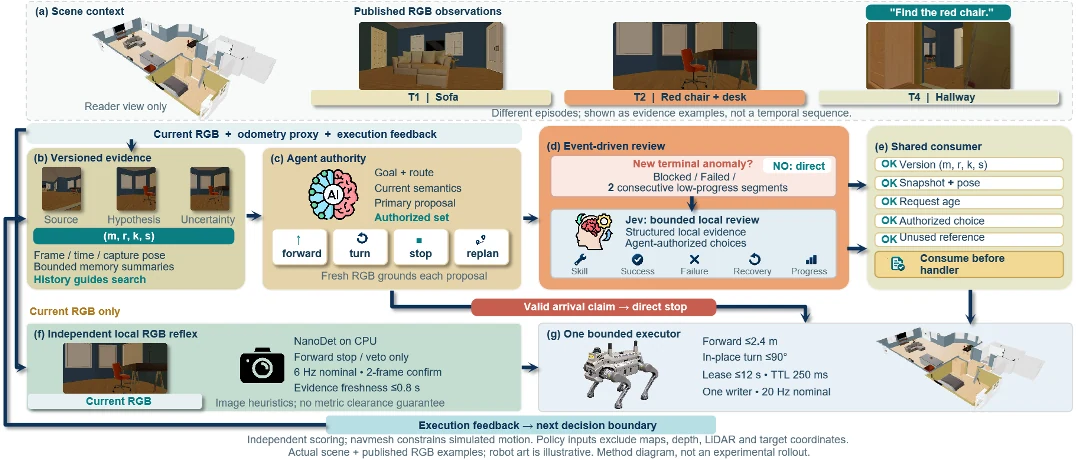 (a) Scene context
Reader view only
Published RGB observations
T1 | Sofa
T2 | Red chair + desk
"Find the red chair."
T4 | Hallway
Different episodes; shown as evidence examples, not a temporal sequence.
Current RGB + odometry proxy + execution feedback
(b) Versioned evidence
Source
Hypothesis
Uncertainty
(m, r, k, s)
Frame / time / capture pose
Bounded memory summaries
History guides search
(c) Agent authority
AI
Goal + route
Current semantics
Primary proposal
Authorized set
forward
turn
stop
replan
Fresh RGB grounds each proposal
(d) Event-driven review
New terminal anomaly?
NO: direct
Blocked / Failed /
2 consecutive low-progress segments
Jev: bounded local review
Structured local evidence
Agent-authorized choices
Skill
Success
Failure
Recovery
Progress
(e) Shared consumer
OK Version (m, r, k, s)
OK Snapshot + pose
OK Request age
OK Authorized choice
OK Unused reference
Consume before
handler
Valid arrival claim → direct stop
Current RGB only
(f) Independent local RGB reflex
Current RGB
NanoDet on CPU
Forward stop / veto only
6 Hz nominal • 2-frame confirm
Evidence freshness ≤0.8 s
Image heuristics; no metric clearance guarantee
(g) One bounded executor
Forward ≤2.4 m
In-place turn ≤90°
Lease ≤12 s • TTL 250 ms
One writer • 20 Hz nominal
Execution feedback → next decision boundary
Independent scoring; navmesh constrains simulated motion. Policy inputs exclude maps, depth, LiDAR and target coordinates.
Actual scene + published RGB examples; robot art is illustrative. Method diagram, not an experimental rollout.